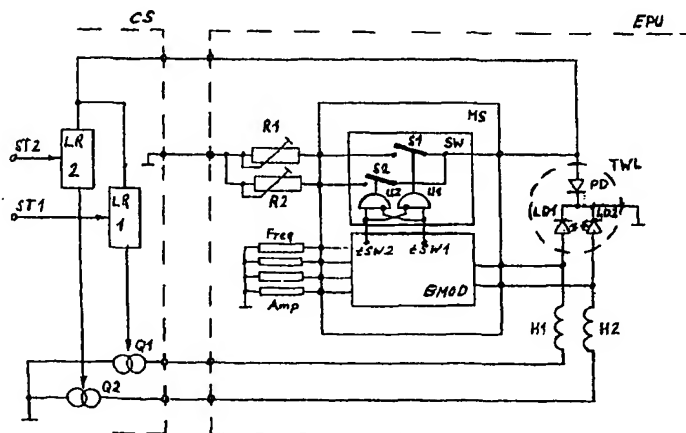 CS
EPU
ST2
LR
2
ST1
LR
1
R1
R2
MS
S1
SW
S2
U2
U1
TWL
PD
LD1
LD2
Freq
tSW2
tSW1
Amp
BMOD
H1
H2
Q1
Q2